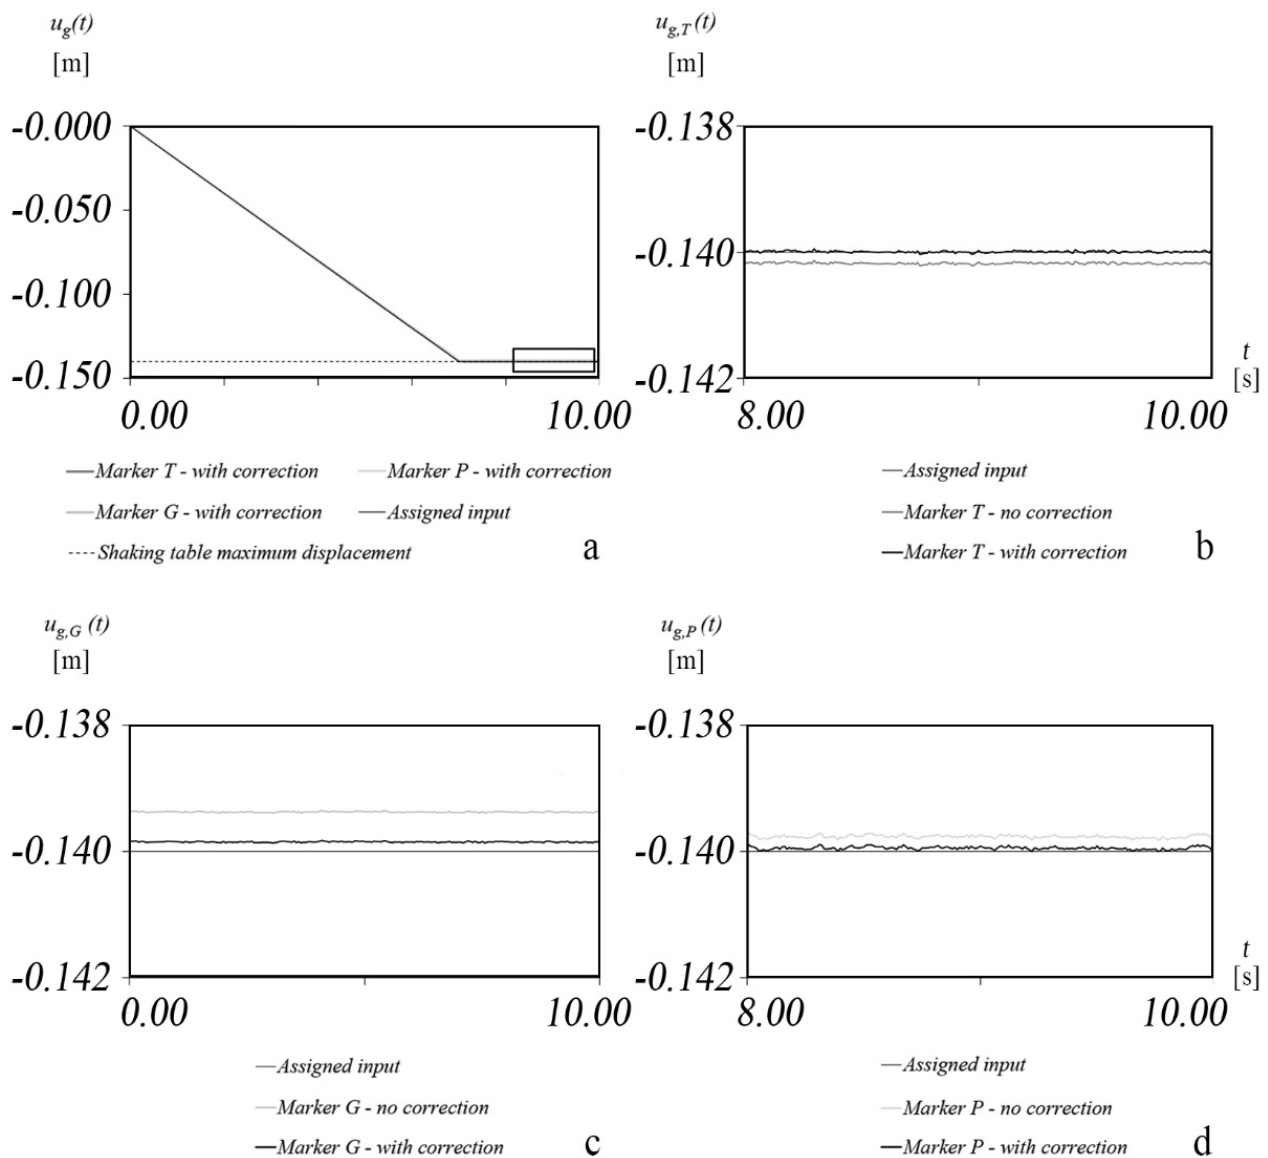 u_g(t)
[m]
-0.000
-0.050
-0.100
-0.150
0.00 10.00
Marker T - with correction Marker P - with correction
Marker G - with correction Assigned input
Shaking table maximum displacement
a
u_{g,T}(t)
[m]
-0.138
-0.140
-0.142
8.00 10.00
t
[s]
Assigned input
Marker T - no correction
Marker T - with correction
b
u_{g,G}(t)
[m]
-0.138
-0.140
-0.142
0.00 10.00
Assigned input
Marker G - no correction
Marker G - with correction
c
u_{g,P}(t)
[m]
-0.138
-0.140
-0.142
8.00 10.00
t
[s]
Assigned input
Marker P - no correction
Marker P - with correction
d